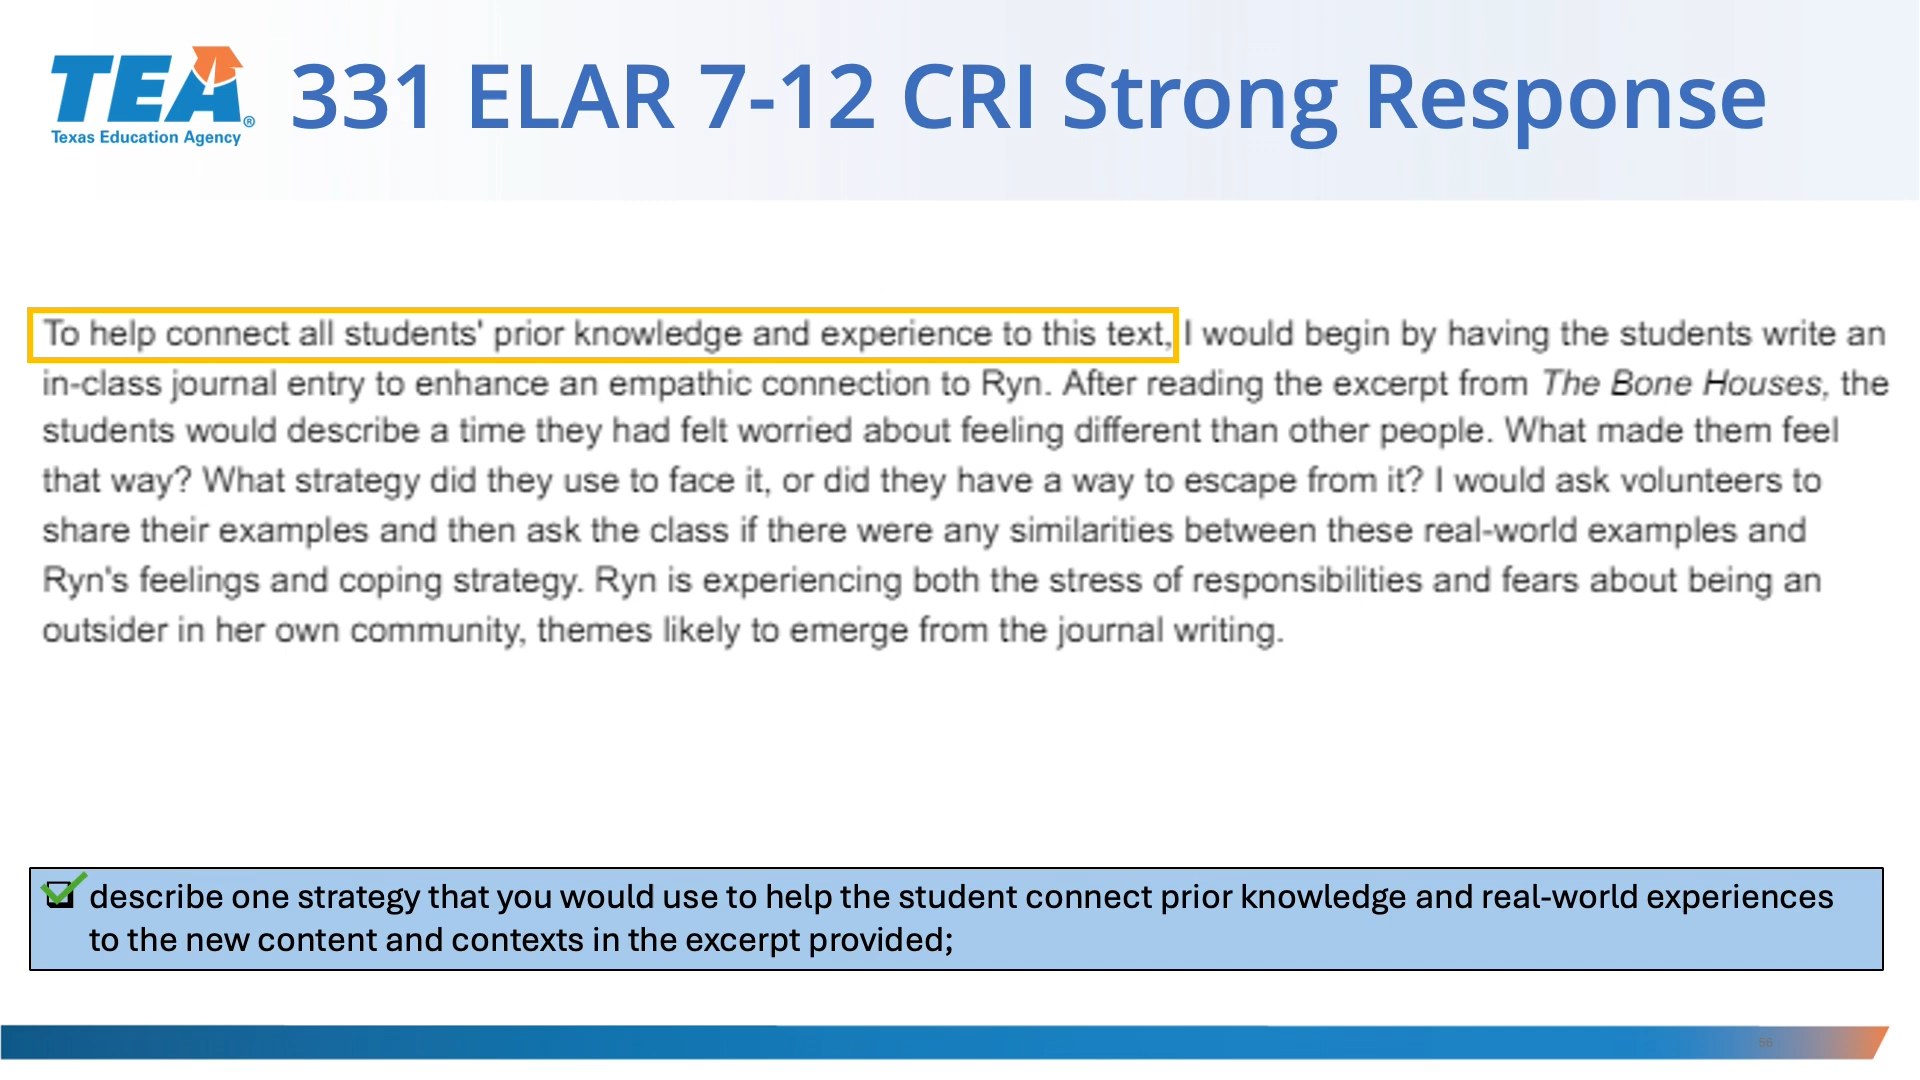 TEA®
Texas Education Agency
331 ELAR 7-12 CRI Strong Response
To help connect all students' prior knowledge and experience to this text, I would begin by having the students write an
in-class journal entry to enhance an empathic connection to Ryn. After reading the excerpt from The Bone Houses, the
students would describe a time they had felt worried about feeling different than other people. What made them feel
that way? What strategy did they use to face it, or did they have a way to escape from it? I would ask volunteers to
share their examples and then ask the class if there were any similarities between these real-world examples and
Ryn's feelings and coping strategy. Ryn is experiencing both the stress of responsibilities and fears about being an
outsider in her own community, themes likely to emerge from the journal writing.
describe one strategy that you would use to help the student connect prior knowledge and real-world experiences
to the new content and contexts in the excerpt provided;
56